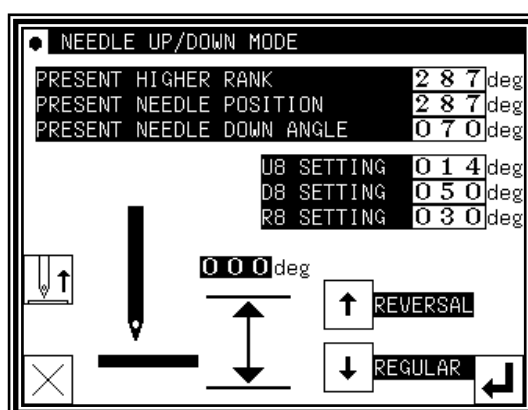 NEEDLE UP/DOWN MODE
PRESENT HIGHER RANK 287deg
PRESENT NEEDLE POSITION 287deg
PRESENT NEEDLE DOWN ANGLE 070deg
U8 SETTING 014deg
D8 SETTING 050deg
R8 SETTING 030deg
000deg
REVERSAL
REGULAR